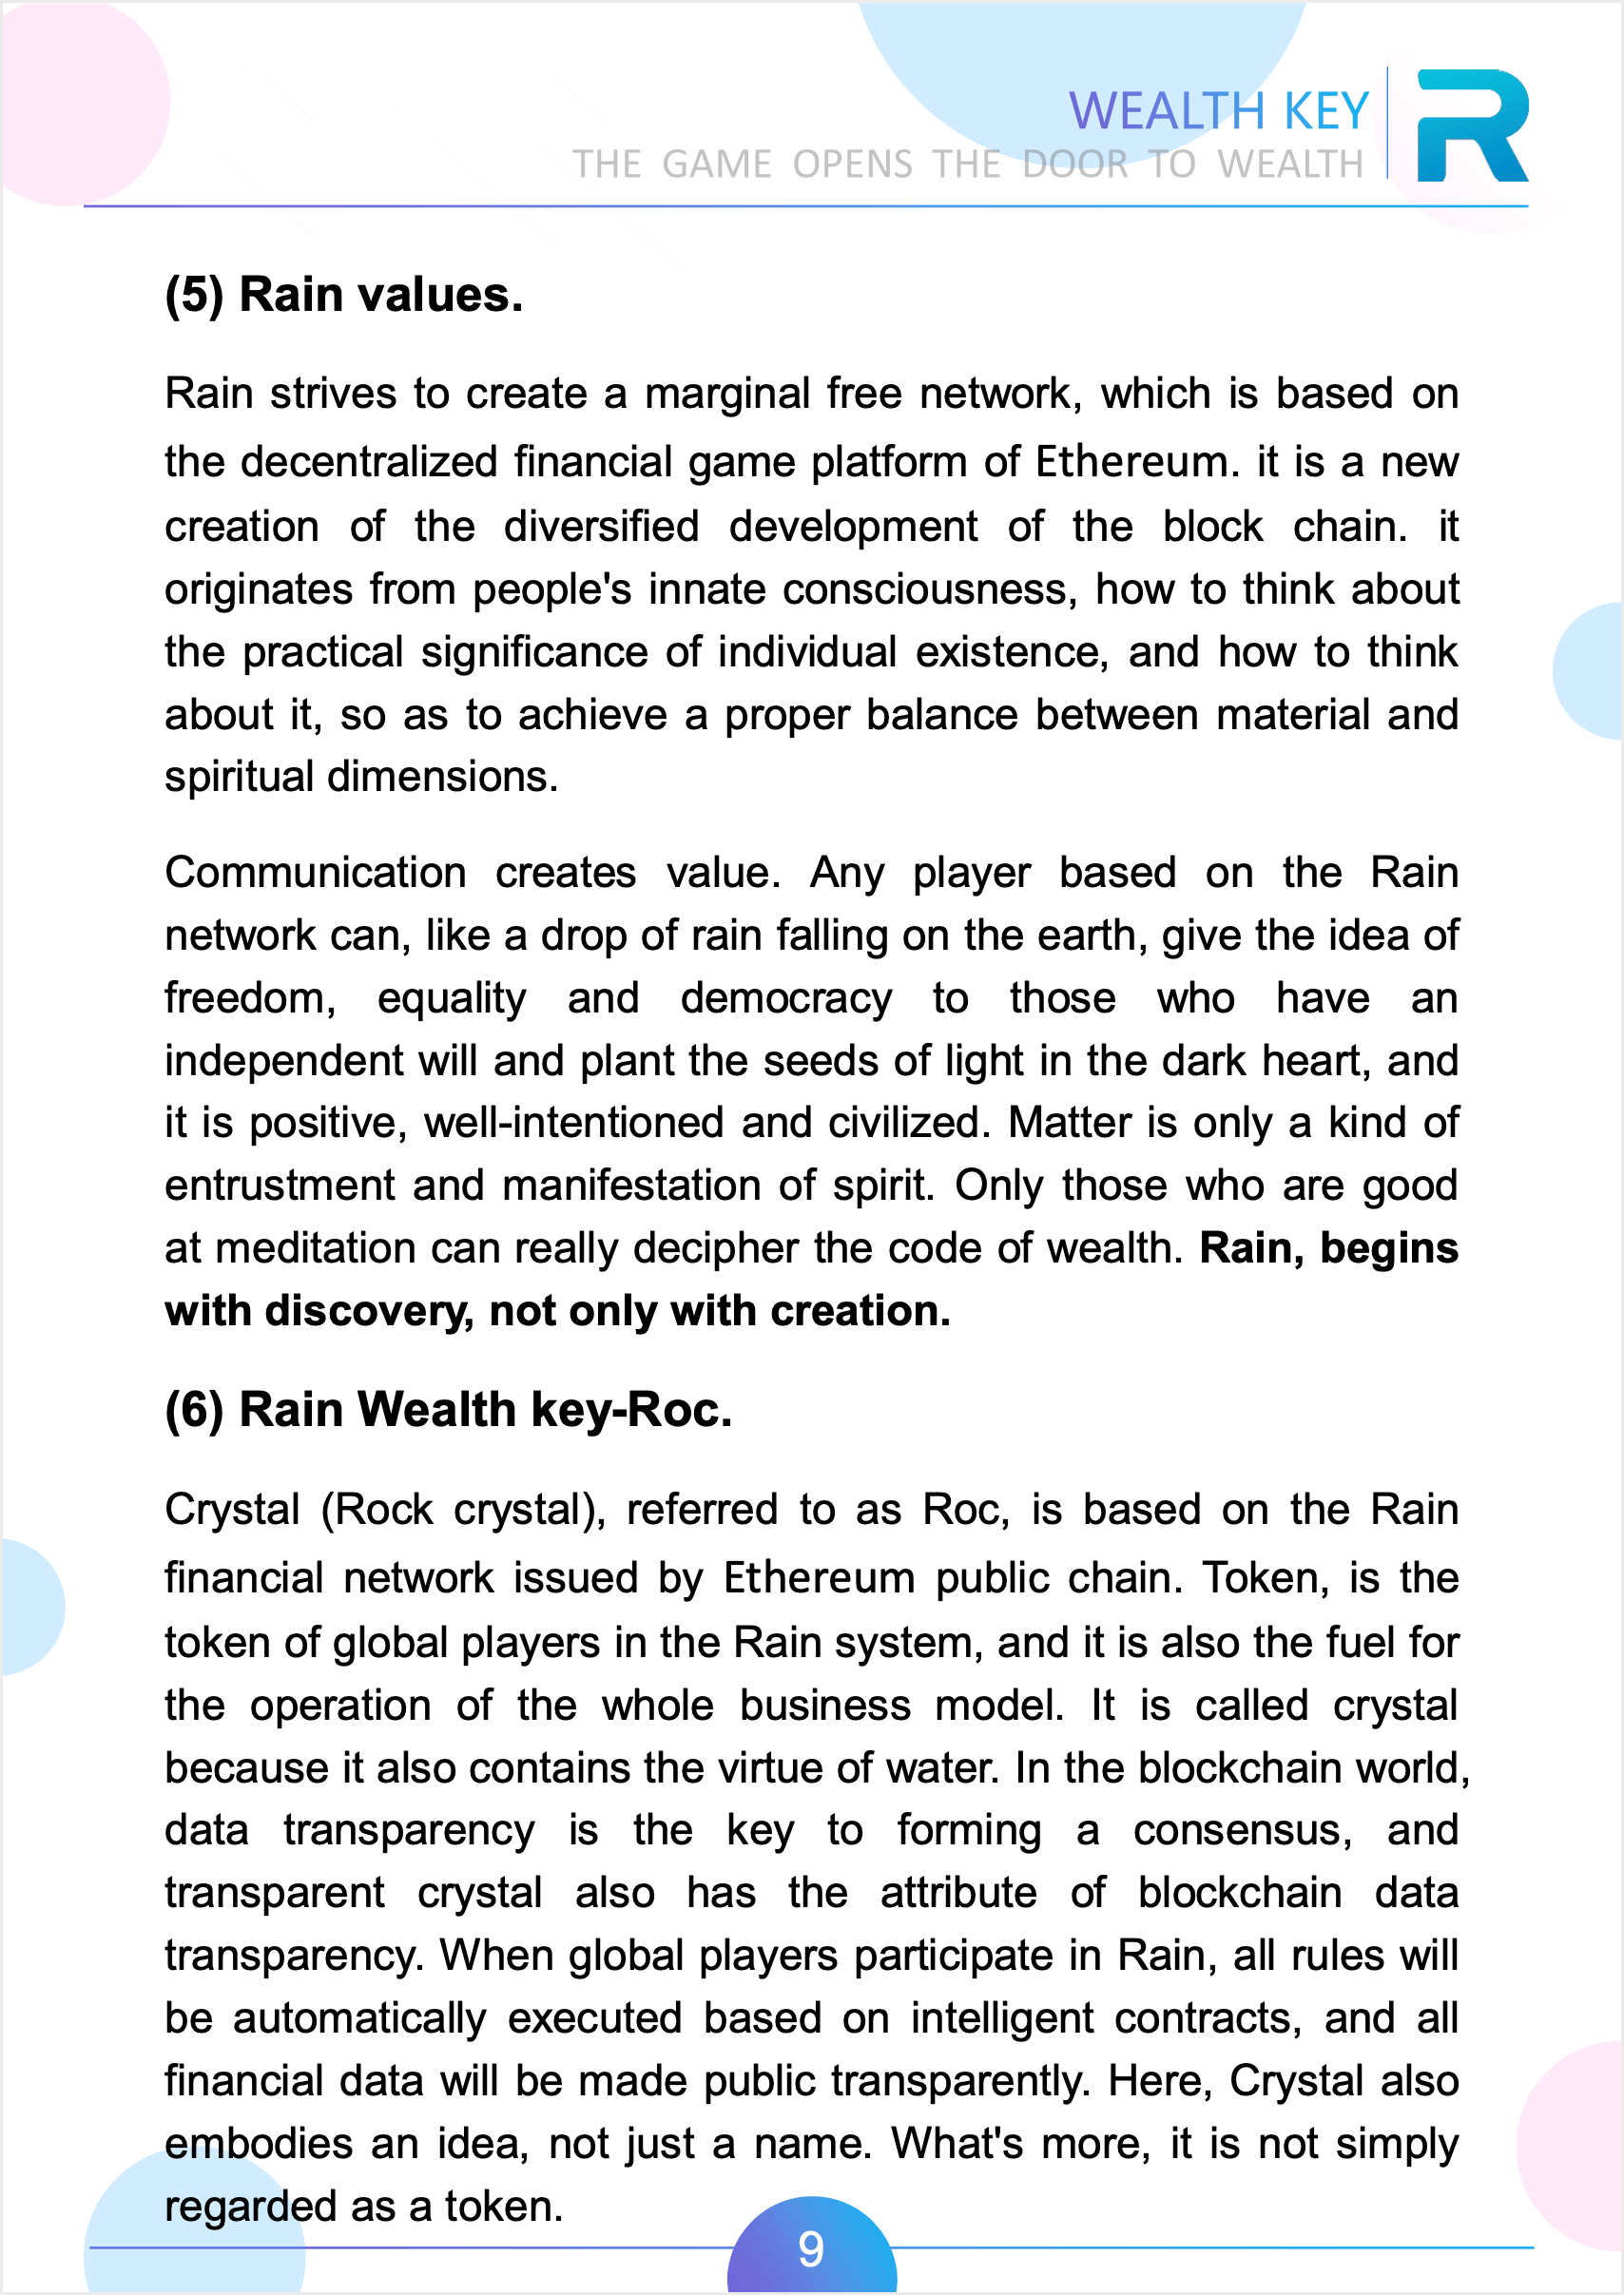 WEALTH KEY
THE GAME OPENS THE DOOR TO WEALTH
R
(5) Rain values.
Rain strives to create a marginal free network, which is based on
the decentralized financial game platform of Ethereum. it is a new
creation of the diversified development of the block chain. it
originates from people's innate consciousness, how to think about
the practical significance of individual existence, and how to think
about it, so as to achieve a proper balance between material and
spiritual dimensions.
Communication creates value. Any player based on the Rain
network can, like a drop of rain falling on the earth, give the idea of
freedom, equality and democracy to those who have an
independent will and plant the seeds of light in the dark heart, and
it is positive, well-intentioned and civilized. Matter is only a kind of
entrustment and manifestation of spirit. Only those who are good
at meditation can really decipher the code of wealth. Rain, begins
with discovery, not only with creation.
(6) Rain Wealth key-Roc.
Crystal (Rock crystal), referred to as Roc, is based on the Rain
financial network issued by Ethereum public chain. Token, is the
token of global players in the Rain system, and it is also the fuel for
the operation of the whole business model. It is called crystal
because it also contains the virtue of water. In the blockchain world,
data transparency is the key to forming a consensus, and
transparent crystal also has the attribute of blockchain data
transparency. When global players participate in Rain, all rules will
be automatically executed based on intelligent contracts, and all
financial data will be made public transparently. Here, Crystal also
embodies an idea, not just a name. What's more, it is not simply
regarded as a token.
9